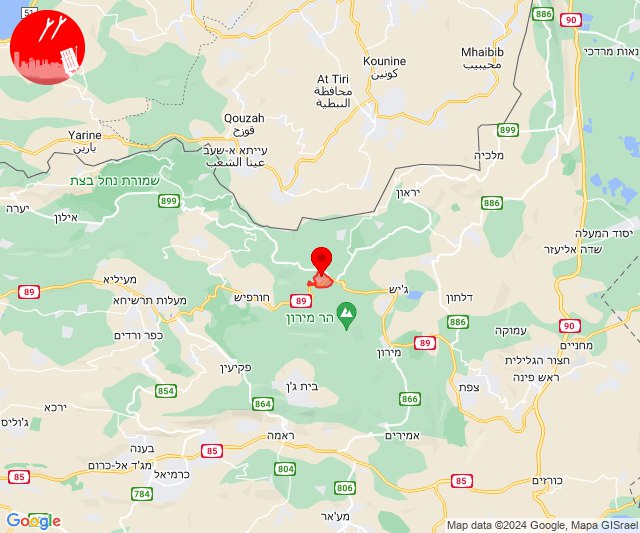 51
886
90
Mhaibib
محيبيب
נאות מרדכי
Kounine
كونين
At Tiri
محافظة
النبطية
Qouzah
قوزح
899
Yarine
يارين
עייתא א-שעב
عيتا الشعب
מלכיה
שמורת נחל בצת
899
יראון
886
יערה
אילון
יסוד המעלה
שדה אליעזר
מעיליא
89
ג'יש
89
חורפיש
דלתון
מעלות תרשיחא
89
הר מירון
886
עמוקה
90
כפר ורדים
89
מחניים
מירון
חצור הגלילית
ראש פינה
פקיעין
צפת
בית ג'ן
854
864
866
ירכא
ג'וליס
ראמה
אמירים
בענה
85
מג'ד אל-כרום
כרמיאל
85
804
85
כורזים
784
806
מע'אר
Google
Map data ©2024 Google, Mapa GISrael